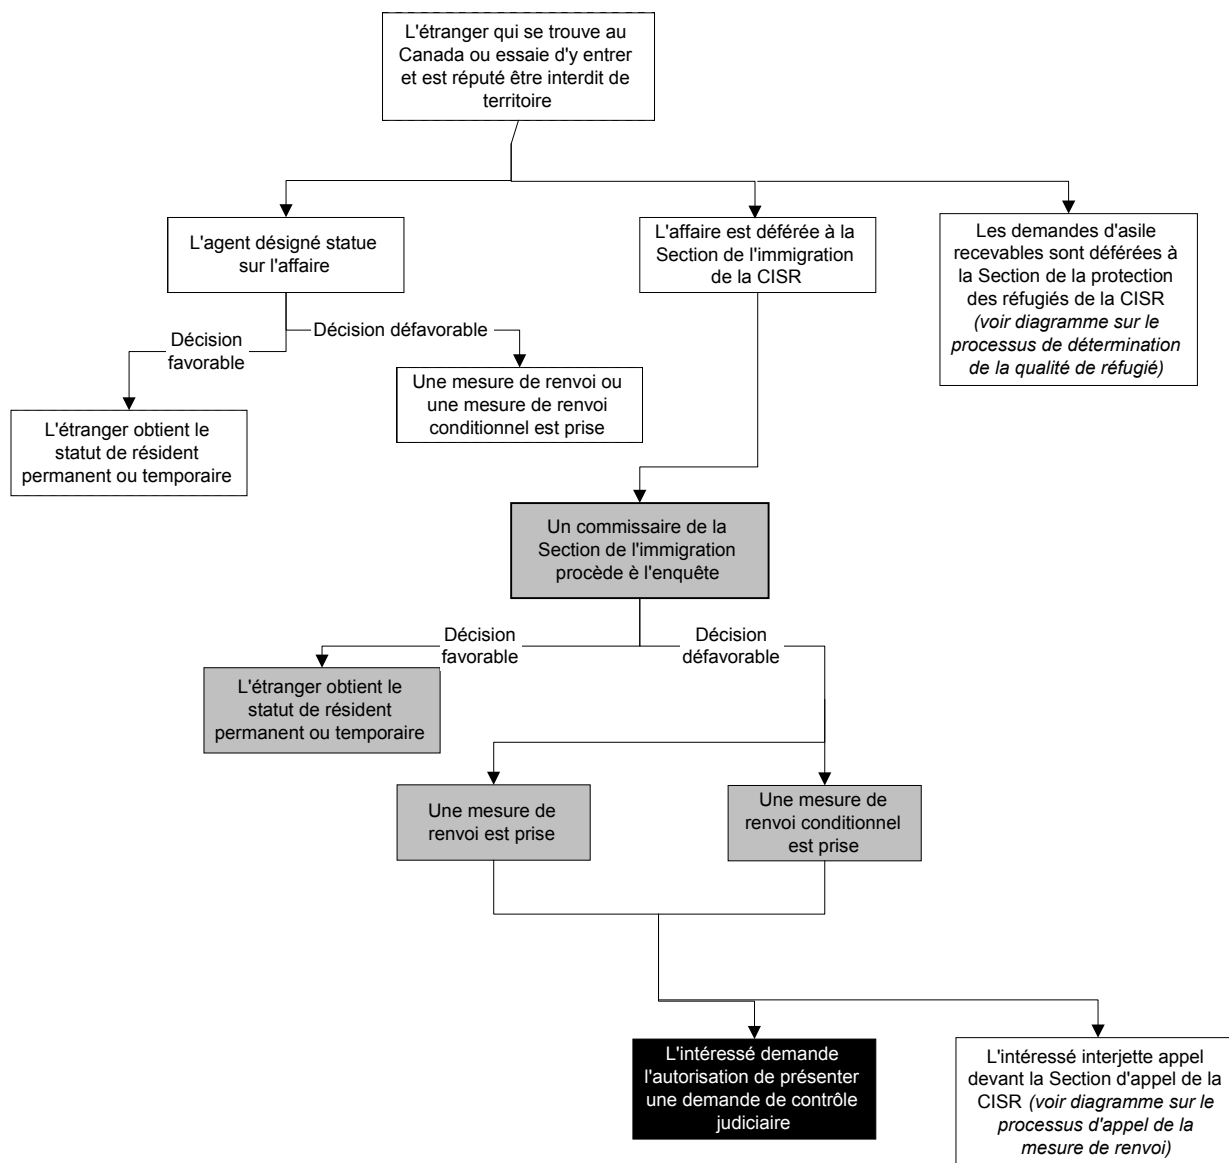 L'étranger qui se trouve au
Canada ou essaie d'y entrer
et est réputé être interdit de
territoire
L'agent désigné statue
sur l'affaire
L'affaire est déférée à la
Section de l'immigration
de la CISR
Les demandes d'asile
recevables sont déférées à
la Section de la protection
des réfugiés de la CISR
(voir diagramme sur le
processus de détermination
de la qualité de réfugié)
Décision
favorable
Décision défavorable
L'étranger obtient le
statut de résident
permanent ou temporaire
Une mesure de renvoi ou
une mesure de renvoi
conditionnel est prise
Un commissaire de la
Section de l'immigration
procède è l'enquête
Décision
favorable
Décision
défavorable
L'étranger obtient le
statut de résident
permanent ou temporaire
Une mesure de
renvoi est prise
Une mesure de
renvoi conditionnel
est prise
L'intéressé demande
l'autorisation de présenter
une demande de contrôle
judiciaire
L'intéressé interjette appel
devant la Section d'appel de la
CISR (voir diagramme sur le
processus d'appel de la
mesure de renvoi)